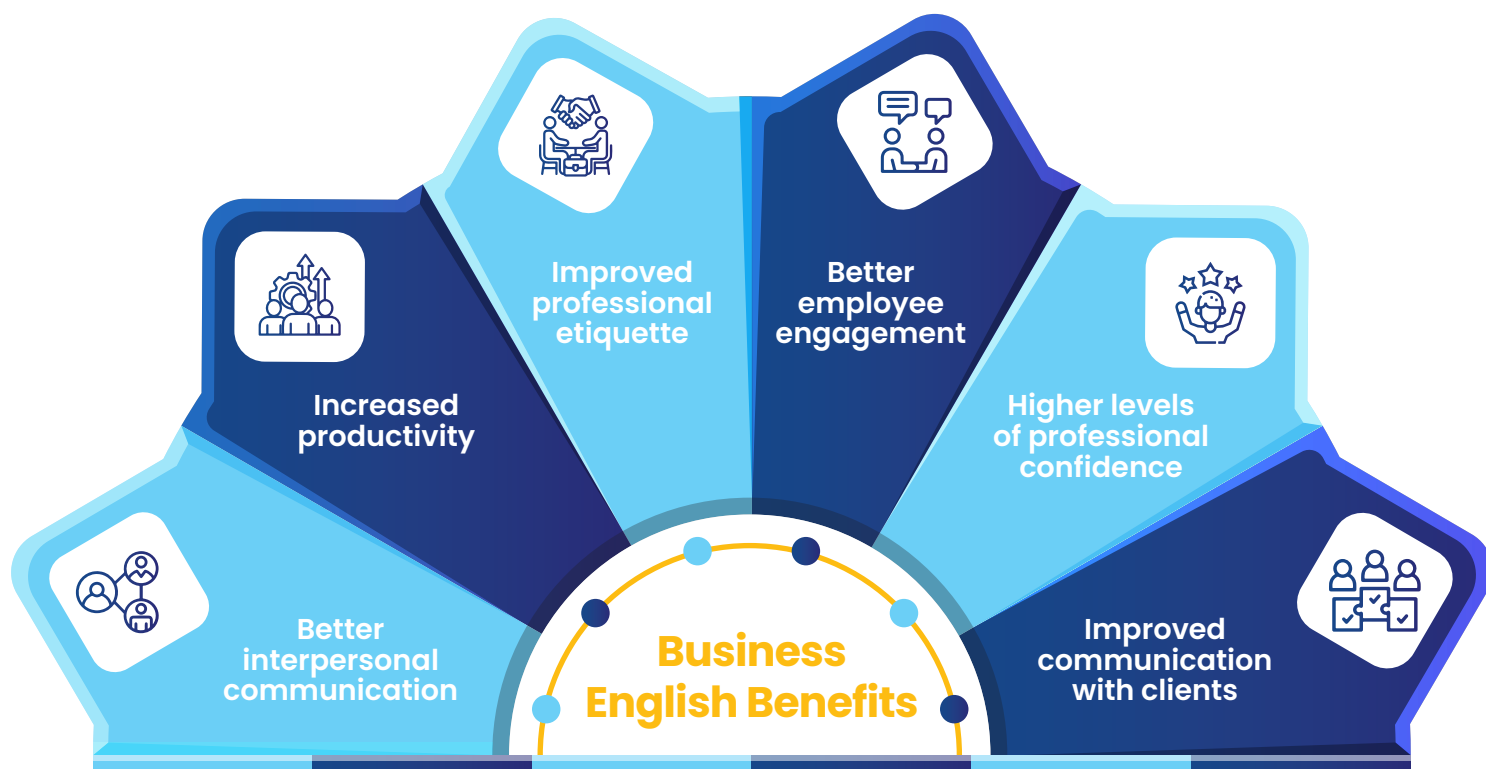 Better
interpersonal
communication
Increased
productivity
Improved
professional
etiquette
Better
employee
engagement
Higher levels
of professional
confidence
Improved
communication
with clients
Business
English Benefits